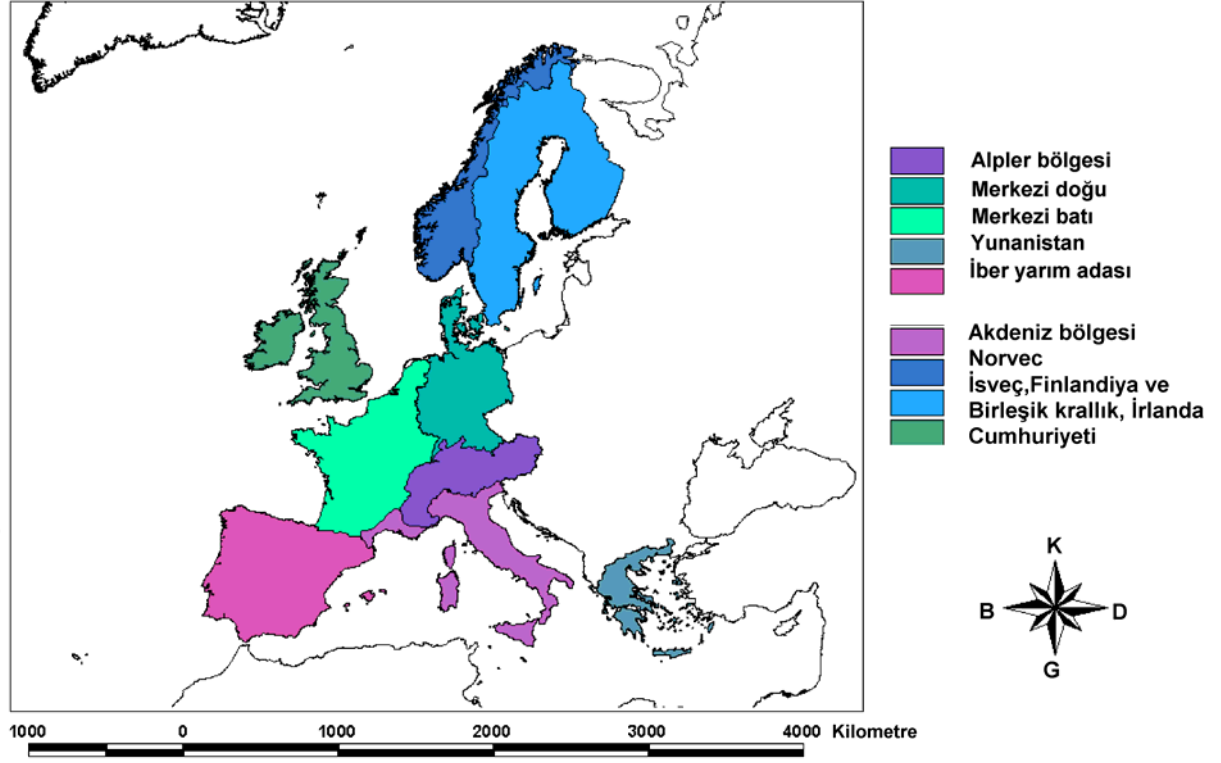 Alpler bölgesi
Merkezi doğu
Merkezi batı
Yunanistan
İber yarım adası
Akdeniz bölgesi
Norvec
İsveç,Finlandiya ve
Birleşik krallık, İrlanda
Cumhuriyeti
K
B D
G
1000 0 1000 2000 3000 4000 Kilometre